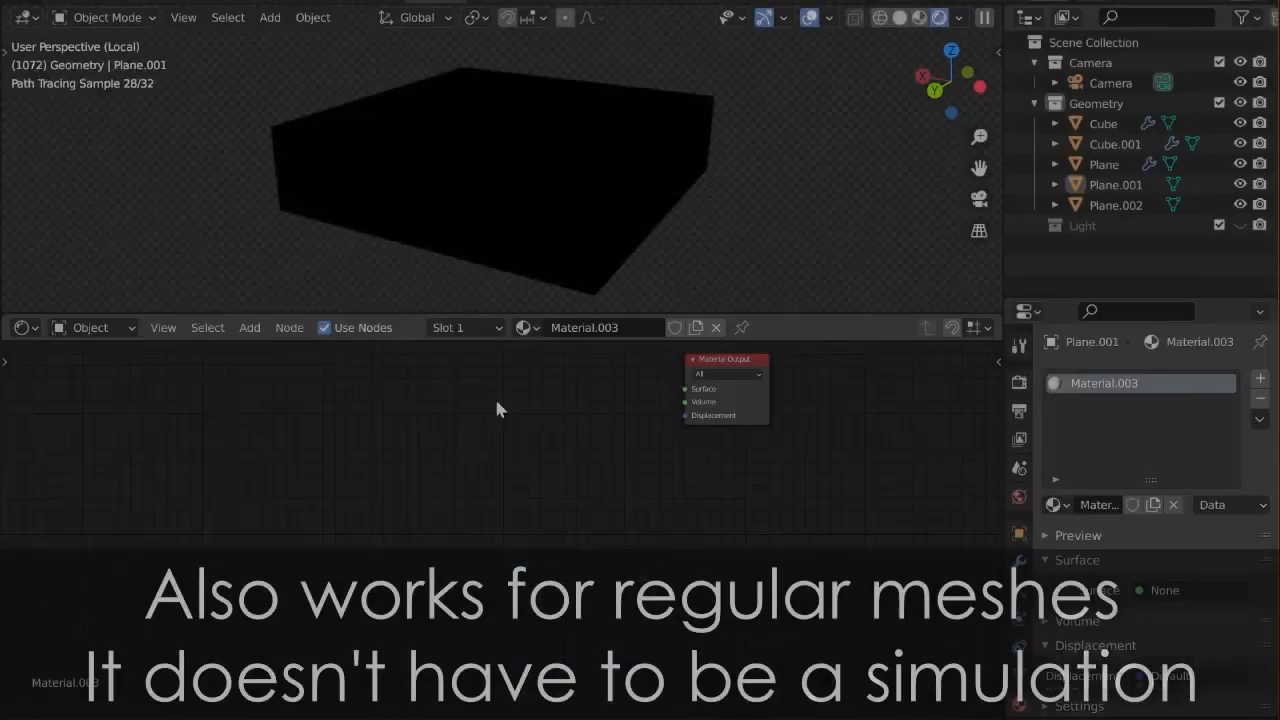 Object Mode View Select Add Object Global
User Perspective (Local)
(1072) Geometry | Plane.001
Path Tracing Sample 28/32
Z
X
Y
Scene Collection
Camera
Camera
Geometry
Cube
Cube.001
Plane
Plane.001
Plane.002
Light
Object View Select Add Node Use Nodes Slot 1 Material.003
Material Output
All
Surface
Volume
Displacement
Plane.001 Material.003
Material.003
Mater... Data
Preview
Surface
None
Volume
Displacement
Default
Settings
Also works for regular meshes
It doesn't have to be a simulation